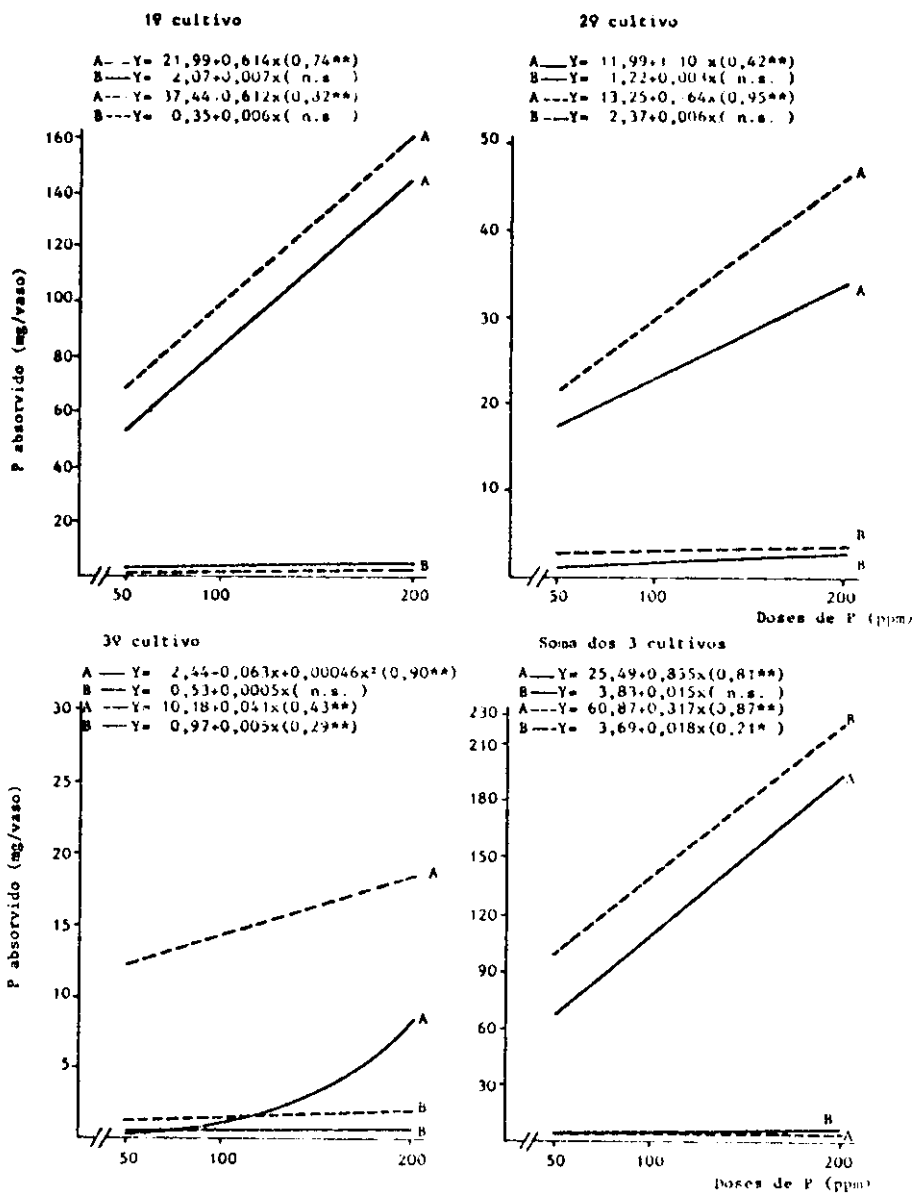 1º cultivo
A- -Y= 21,99+0,614x(0,74**)
B——Y= 2,07+0,007x( n.s. )
A---Y= 37,44+0,612x(0,82**)
B---Y= 0,35+0,006x( n.s. )
160
140
120
100
80
60
40
20
P absorvido (mg/vaso)
A
A
B
50
100
200
2º cultivo
A——Y= 11,99+ x(0,42**)
B——Y= 1,22+ ( n.s. )
A---Y= 13,25+ (0,95**)
B-——Y= 2,37+0,006x( n.s. )
50
40
30
20
10
A
A
B
B
50
100
200
Doses de P (ppm)
3º cultivo
A —— Y= 2,44-0,063x+0,00046x²(0,90**)
B —— Y= 0,53+0,0005x( n.s. )
A ---Y= 10,18+0,041x(0,43**)
B ——Y= 0,97+0,005x(0,29**)
30
25
20
15
10
5
P absorvido (mg/vaso)
A
A
B
B
50
100
200
Soma dos 3 cultivos
A——Y= 25,49+0,835x(0,81**)
B——Y= 3,83+0,015x( n.s. )
A---Y= 60,87+0,317x(0,87**)
B---Y= 3,69+0,018x(0,21* )
230
210
180
150
120
90
60
30
B
A
B
A
50
100
200
Doses de P (ppm)